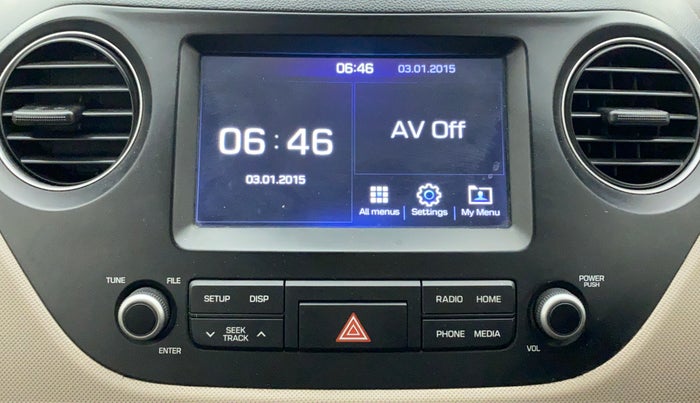 06:46 03.01.2015
06:46
03.01.2015
AV Off
All menus Settings My Menu
TUNE FILE
ENTER
SETUP DISP
SEEK
TRACK
RADIO HOME
PHONE MEDIA
POWER
PUSH
VOL